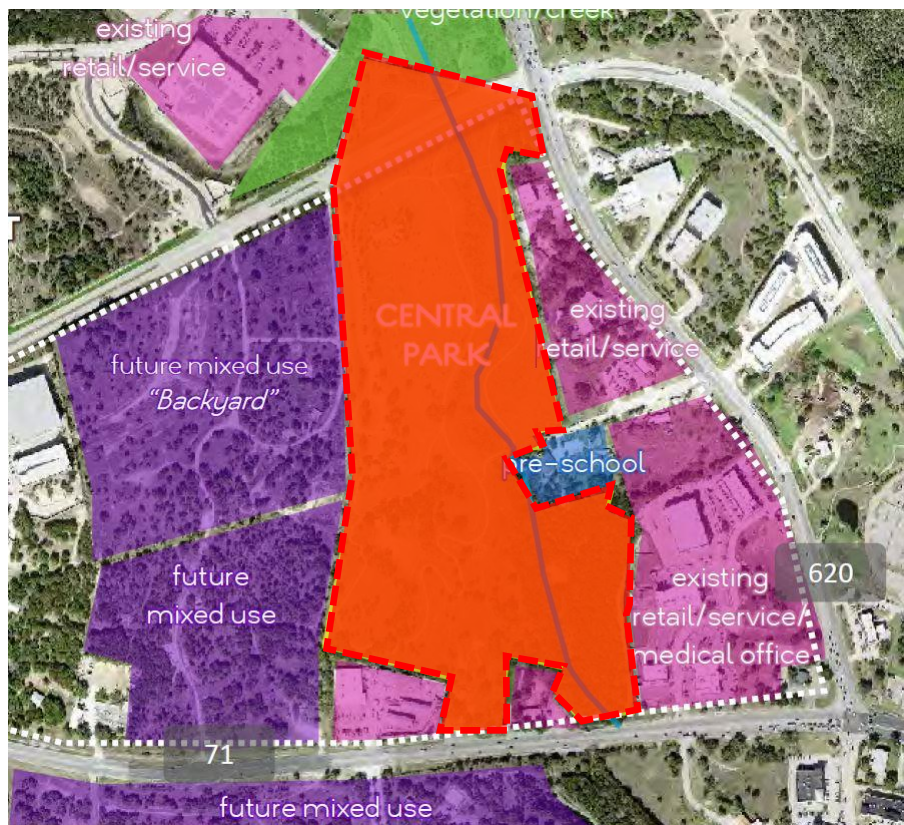 vegetation/creek
existing
retail/service
CENTRAL
PARK
existing
etail/service
future mixed use
“Backyard”
pre-school
future
mixed use
existing
retail/service/
medical office
620
71
future mixed use